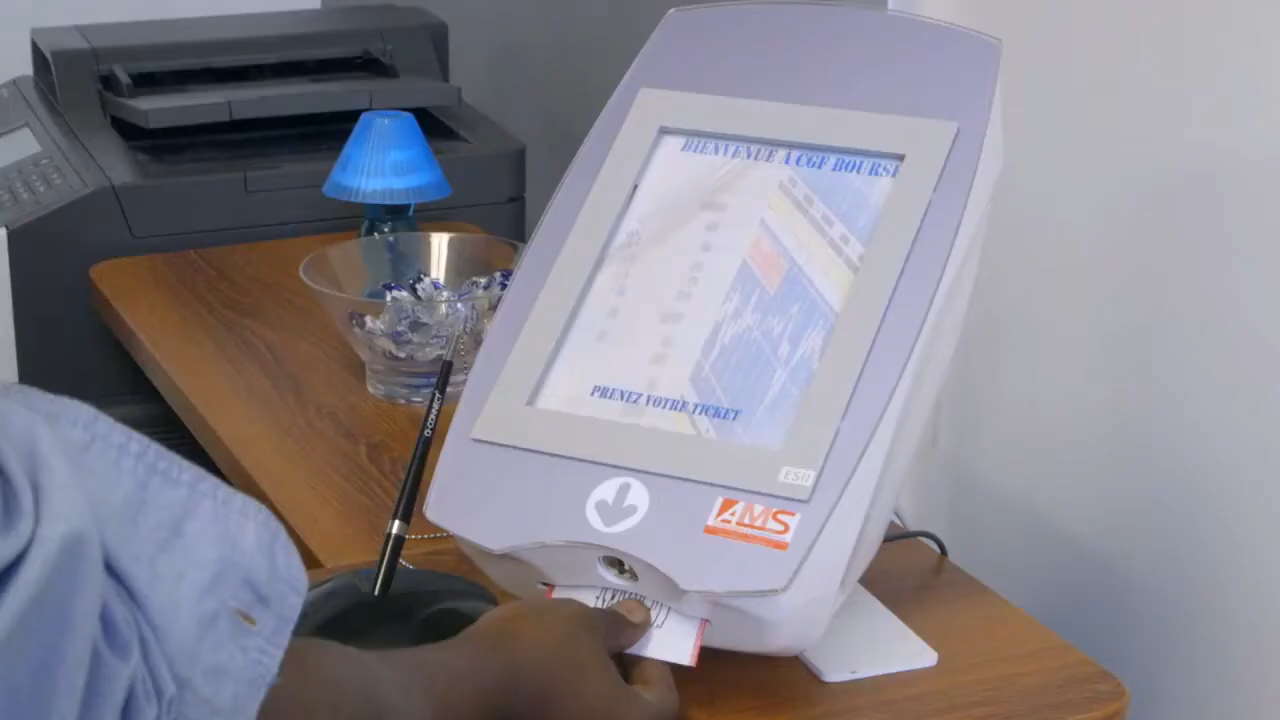 BIENVENUE À CGF BOURSE
PRENEZ VOTRE TICKET
ESII
AMS
Q-CONNECT